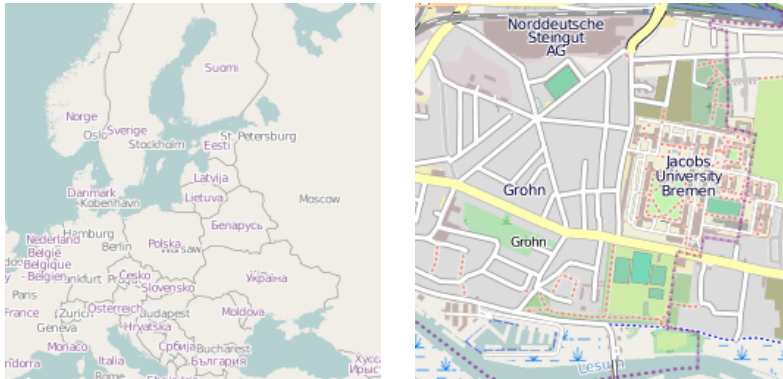 Suomi
Norge
Oslo
Sverige
Stockholm
St. Petersburg
Eesti
Latvija
Moscow
Lietuva
Danmark
København
Беларусь
Nederland
Hamburg
Berlin
Polska
België
Belgique
Belgien
Česko
Україна
Slovensko
Paris
Zürich
Österreich
Budapest
Moldova
France
Geneva
Hrvatska
Monaco
Italia
Србија
Bucharest
България
Rome
Norddeutsche
Steingut
AG
Jacobs
University
Bremen
Grohn
Grohn
Lesum